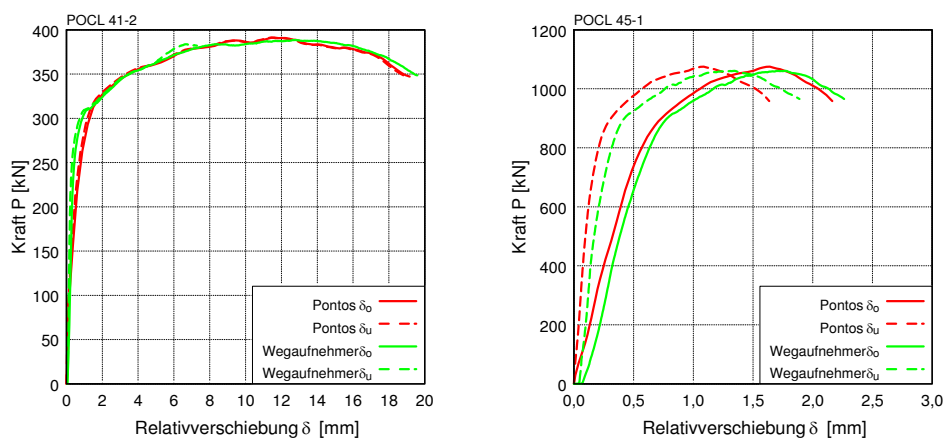 POCL 41-2
Kraft P [kN]
400
350
300
250
200
150
100
50
0
0 2 4 6 8 10 12 14 16 18 20
Relativverschiebung δ [mm]
Pontos δo
Pontos δu
Wegaufnehmer δo
Wegaufnehmer δu
POCL 45-1
Kraft P [kN]
1200
1000
800
600
400
200
0
0,0 0,5 1,0 1,5 2,0 2,5 3,0
Relativverschiebung δ [mm]
Pontos δo
Pontos δu
Wegaufnehmer δo
Wegaufnehmer δu